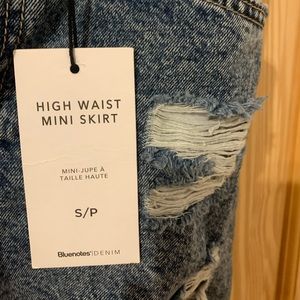 HIGH WAIST
MINI SKIRT
MINI-JUPE À
TAILLE HAUTE
S/P
Bluenotes | DENIM